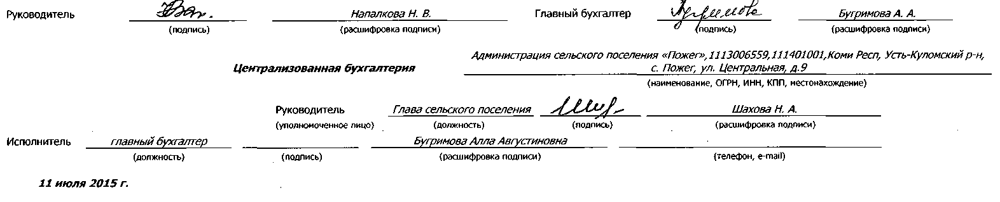 Руководитель Напалкова Н. В. Главный бухгалтер Бугримова Бугримова А. А.
(подпись) (расшифровка подписи) (подпись) (расшифровка подписи)
Администрация сельского поселения «Пожег»,1113006559,111401001,Коми Респ, Усть-Куломский р-н,
Централизованная бухгалтерия с. Пожег, ул. Центральная, д.9
(наименование, ОГРН, ИНН, КПП, местонахождение)
Руководитель Глава сельского поселения Шахова Н. А.
(уполномоченное лицо) (должность) (подпись) (расшифровка подписи)
Исполнитель главный бухгалтер Бугримова Алла Августиновна
(должность) (подпись) (расшифровка подписи) (телефон, e-mail)
11 июля 2015 г.